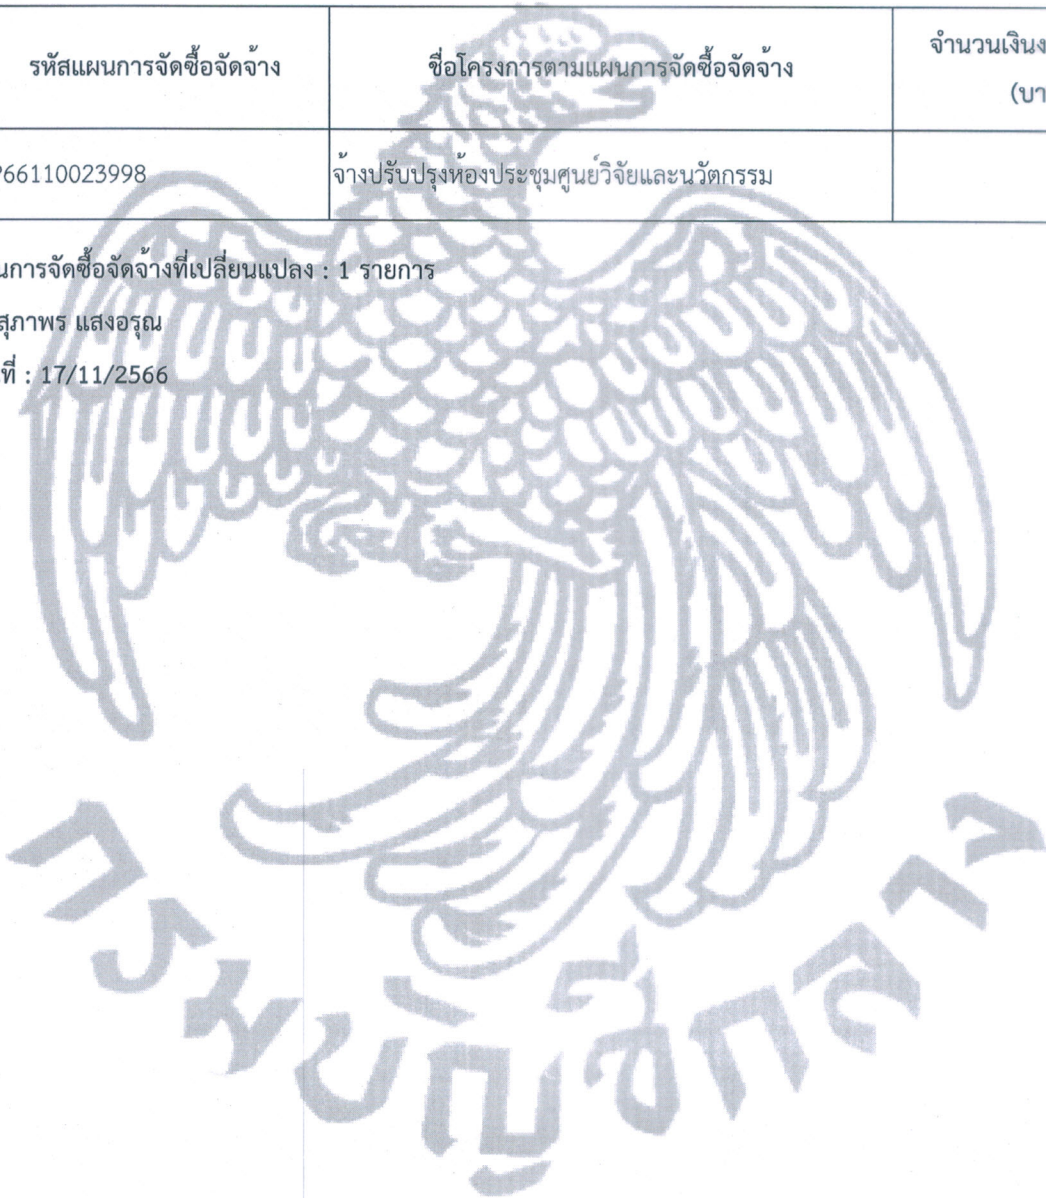 รหัสแผนการจัดซื้อจัดจ้าง ชื่อโครงการตามแผนการจัดซื้อจัดจ้าง จำนวนเงินง
(บา
66110023998 จ้างปรับปรุงห้องประชุมศูนย์วิจัยและนวัตกรรม
นการจัดซื้อจัดจ้างที่เปลี่ยนแปลง : 1 รายการ
สุภาพร แสงอรุณ
ที่ : 17/11/2566
กรมบัญชีกลาง